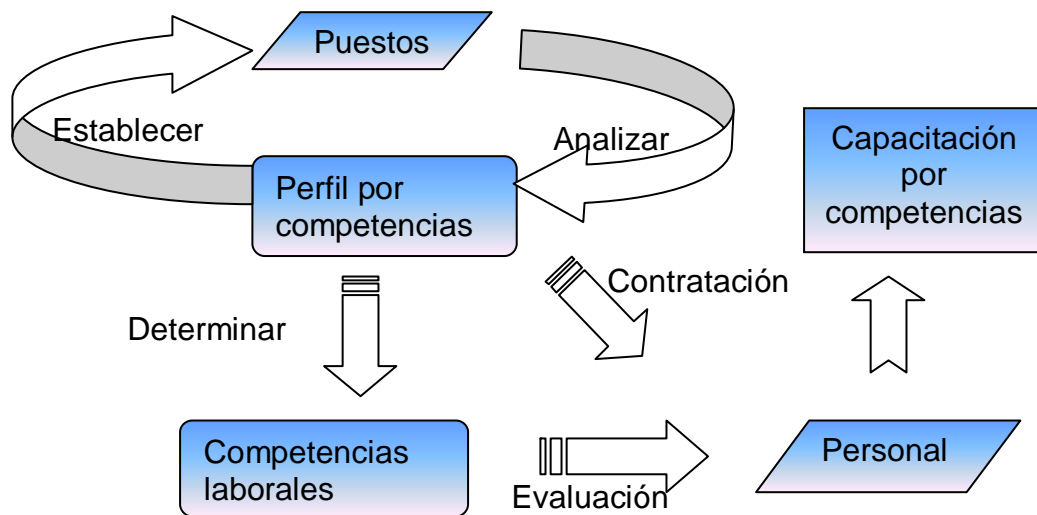 Puestos
Establecer
Analizar
Perfil por
competencias
Capacitación
por
competencias
Contratación
Determinar
Competencias
laborales
Evaluación
Personal